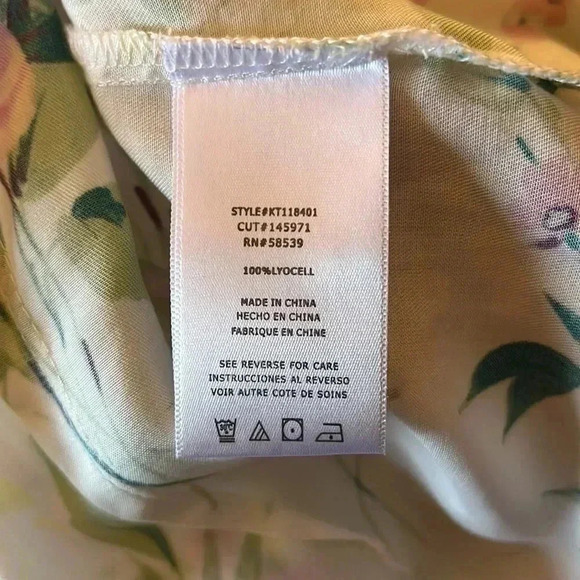 STYLE#KT118401
CUT#145971
RN#58539
100%LYOCELL
MADE IN CHINA
HECHO EN CHINA
FABRIQUE EN CHINE
SEE REVERSE FOR CARE
INSTRUCCIONES AL REVERSO
VOIR AUTRE COTE DE SOINS